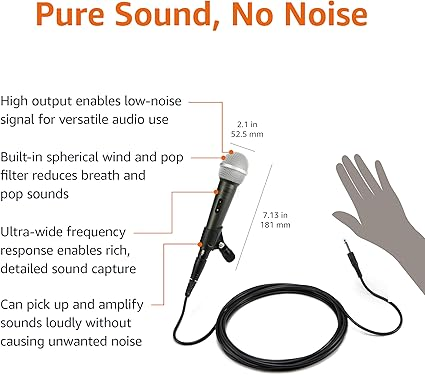 Pure Sound, No Noise
High output enables low-noise
signal for versatile audio use
2.1 in
52.5 mm
Built-in spherical wind and pop
filter reduces breath and
pop sounds
7.13 in
181 mm
Ultra-wide frequency
response enables rich,
detailed sound capture
Can pick up and amplify
sounds loudly without
causing unwanted noise